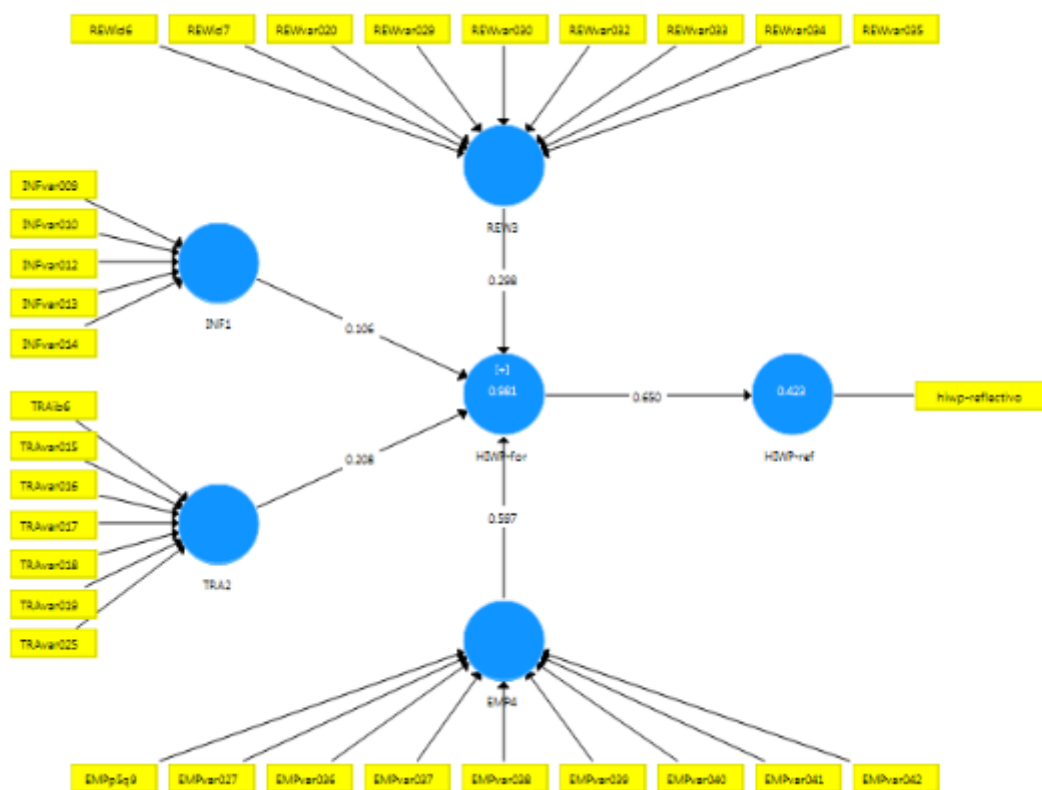 REWid6 REWid7 REWvar020 REWvar029 REWvar030 REWvar032 REWvar033 REWvar034 REWvar035
INFvar009
INFvar010
INFvar012
INFvar013
INFvar014
INF1
REW3
0.298
0.106
[+]
0.981
HIWP-for
0.650
0.423
HIWP-ref
hiwp-reflectivo
TRAib6
TRAvar015
TRAvar016
TRAvar017
TRAvar018
TRAvar019
TRAvar025
TRA2
0.208
0.597
EMP4
EMPp5q9 EMPvar027 EMPvar036 EMPvar037 EMPvar038 EMPvar039 EMPvar040 EMPvar041 EMPvar042